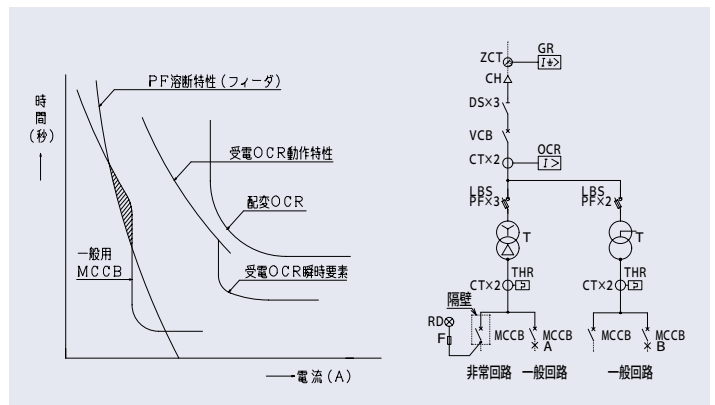 時
間
(秒)
PF溶断特性(フィーダ)
受電OCR動作特性
配変OCR
一般用
MCCB
受電OCR瞬時要素
電流(A)
ZCT
GR
I⏚>
CH
DS×3
VCB
OCR
CT×2
I>
LBS
PF×3
LBS
PF×2
T
T
THR
CT×2
THR
CT×2
隔壁
RD
F
MCCB
MCCB
A
MCCB
MCCB
B
非常回路
一般回路
一般回路